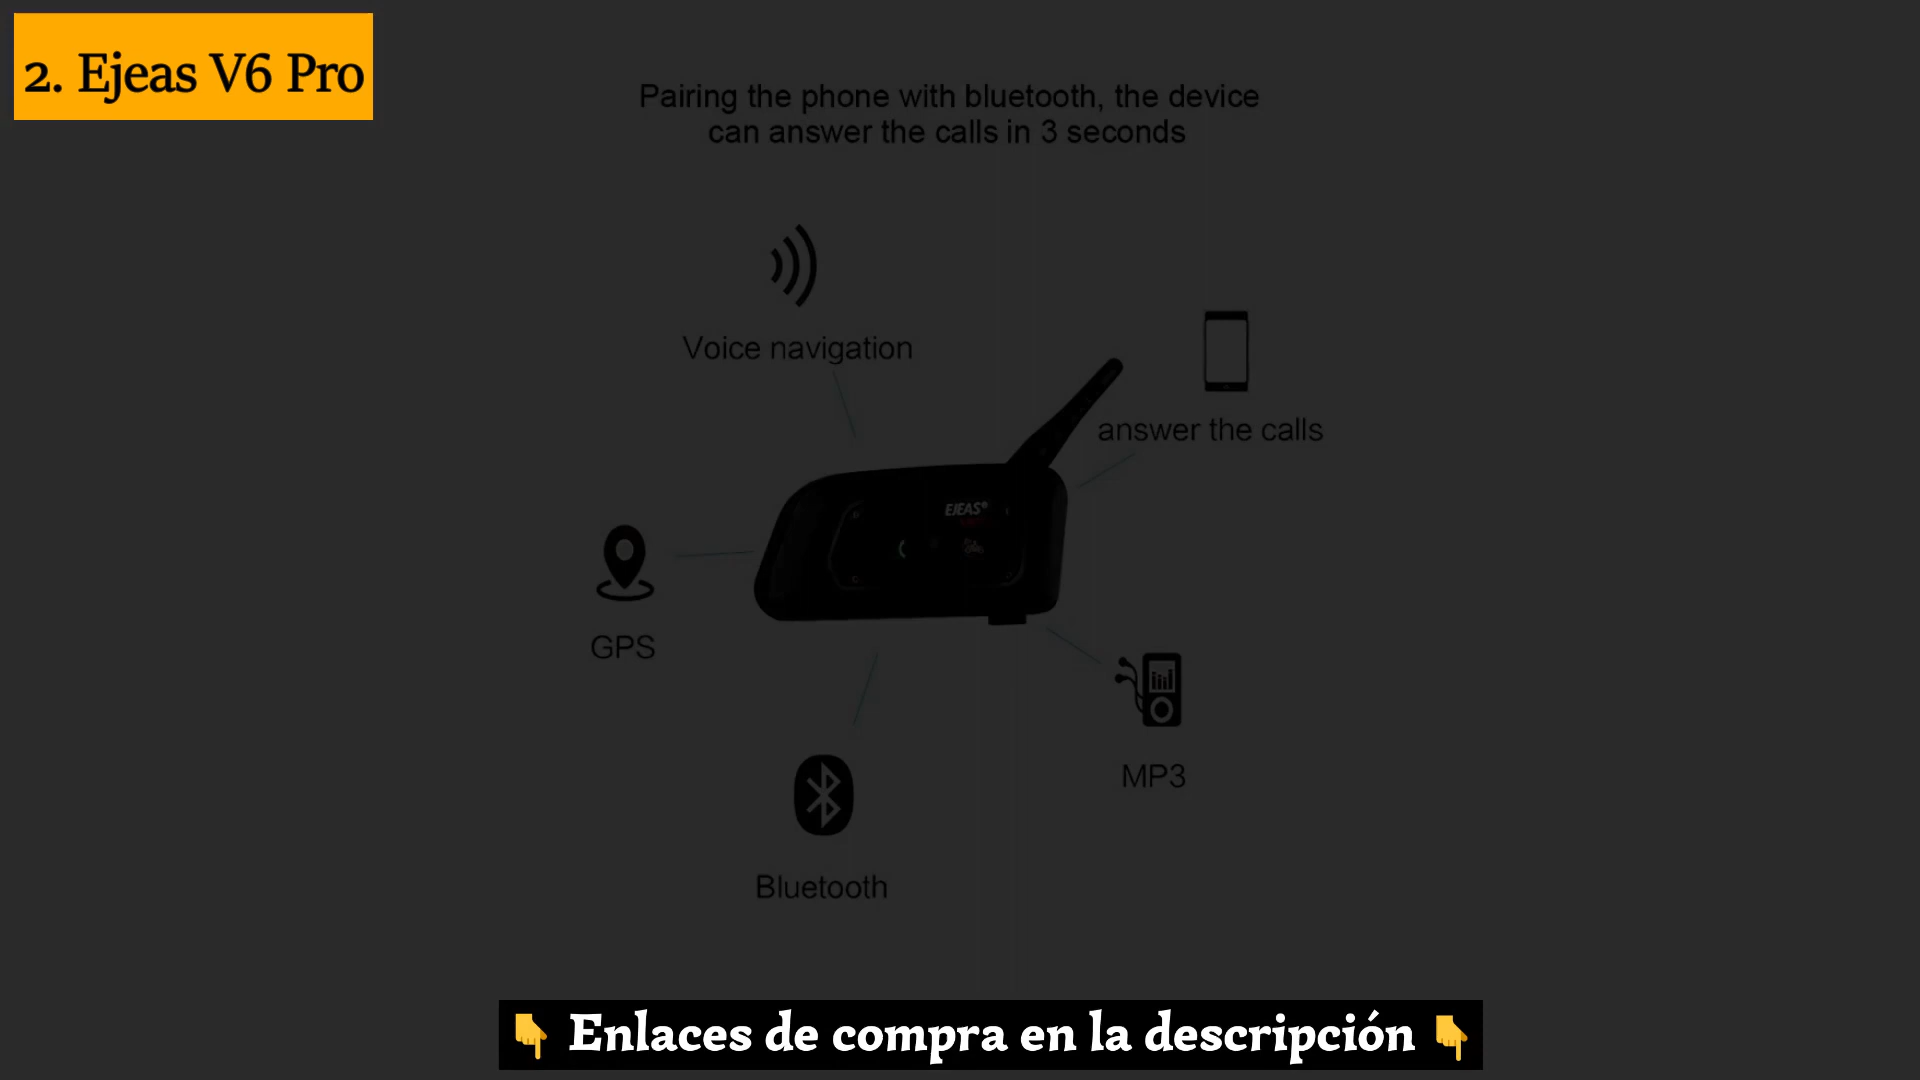 2. Ejeas V6 Pro
Pairing the phone with bluetooth, the device
can answer the calls in 3 seconds
Voice navigation
answer the calls
EJEAS®
GPS
MP3
Bluetooth
👇 Enlaces de compra en la descripción 👇